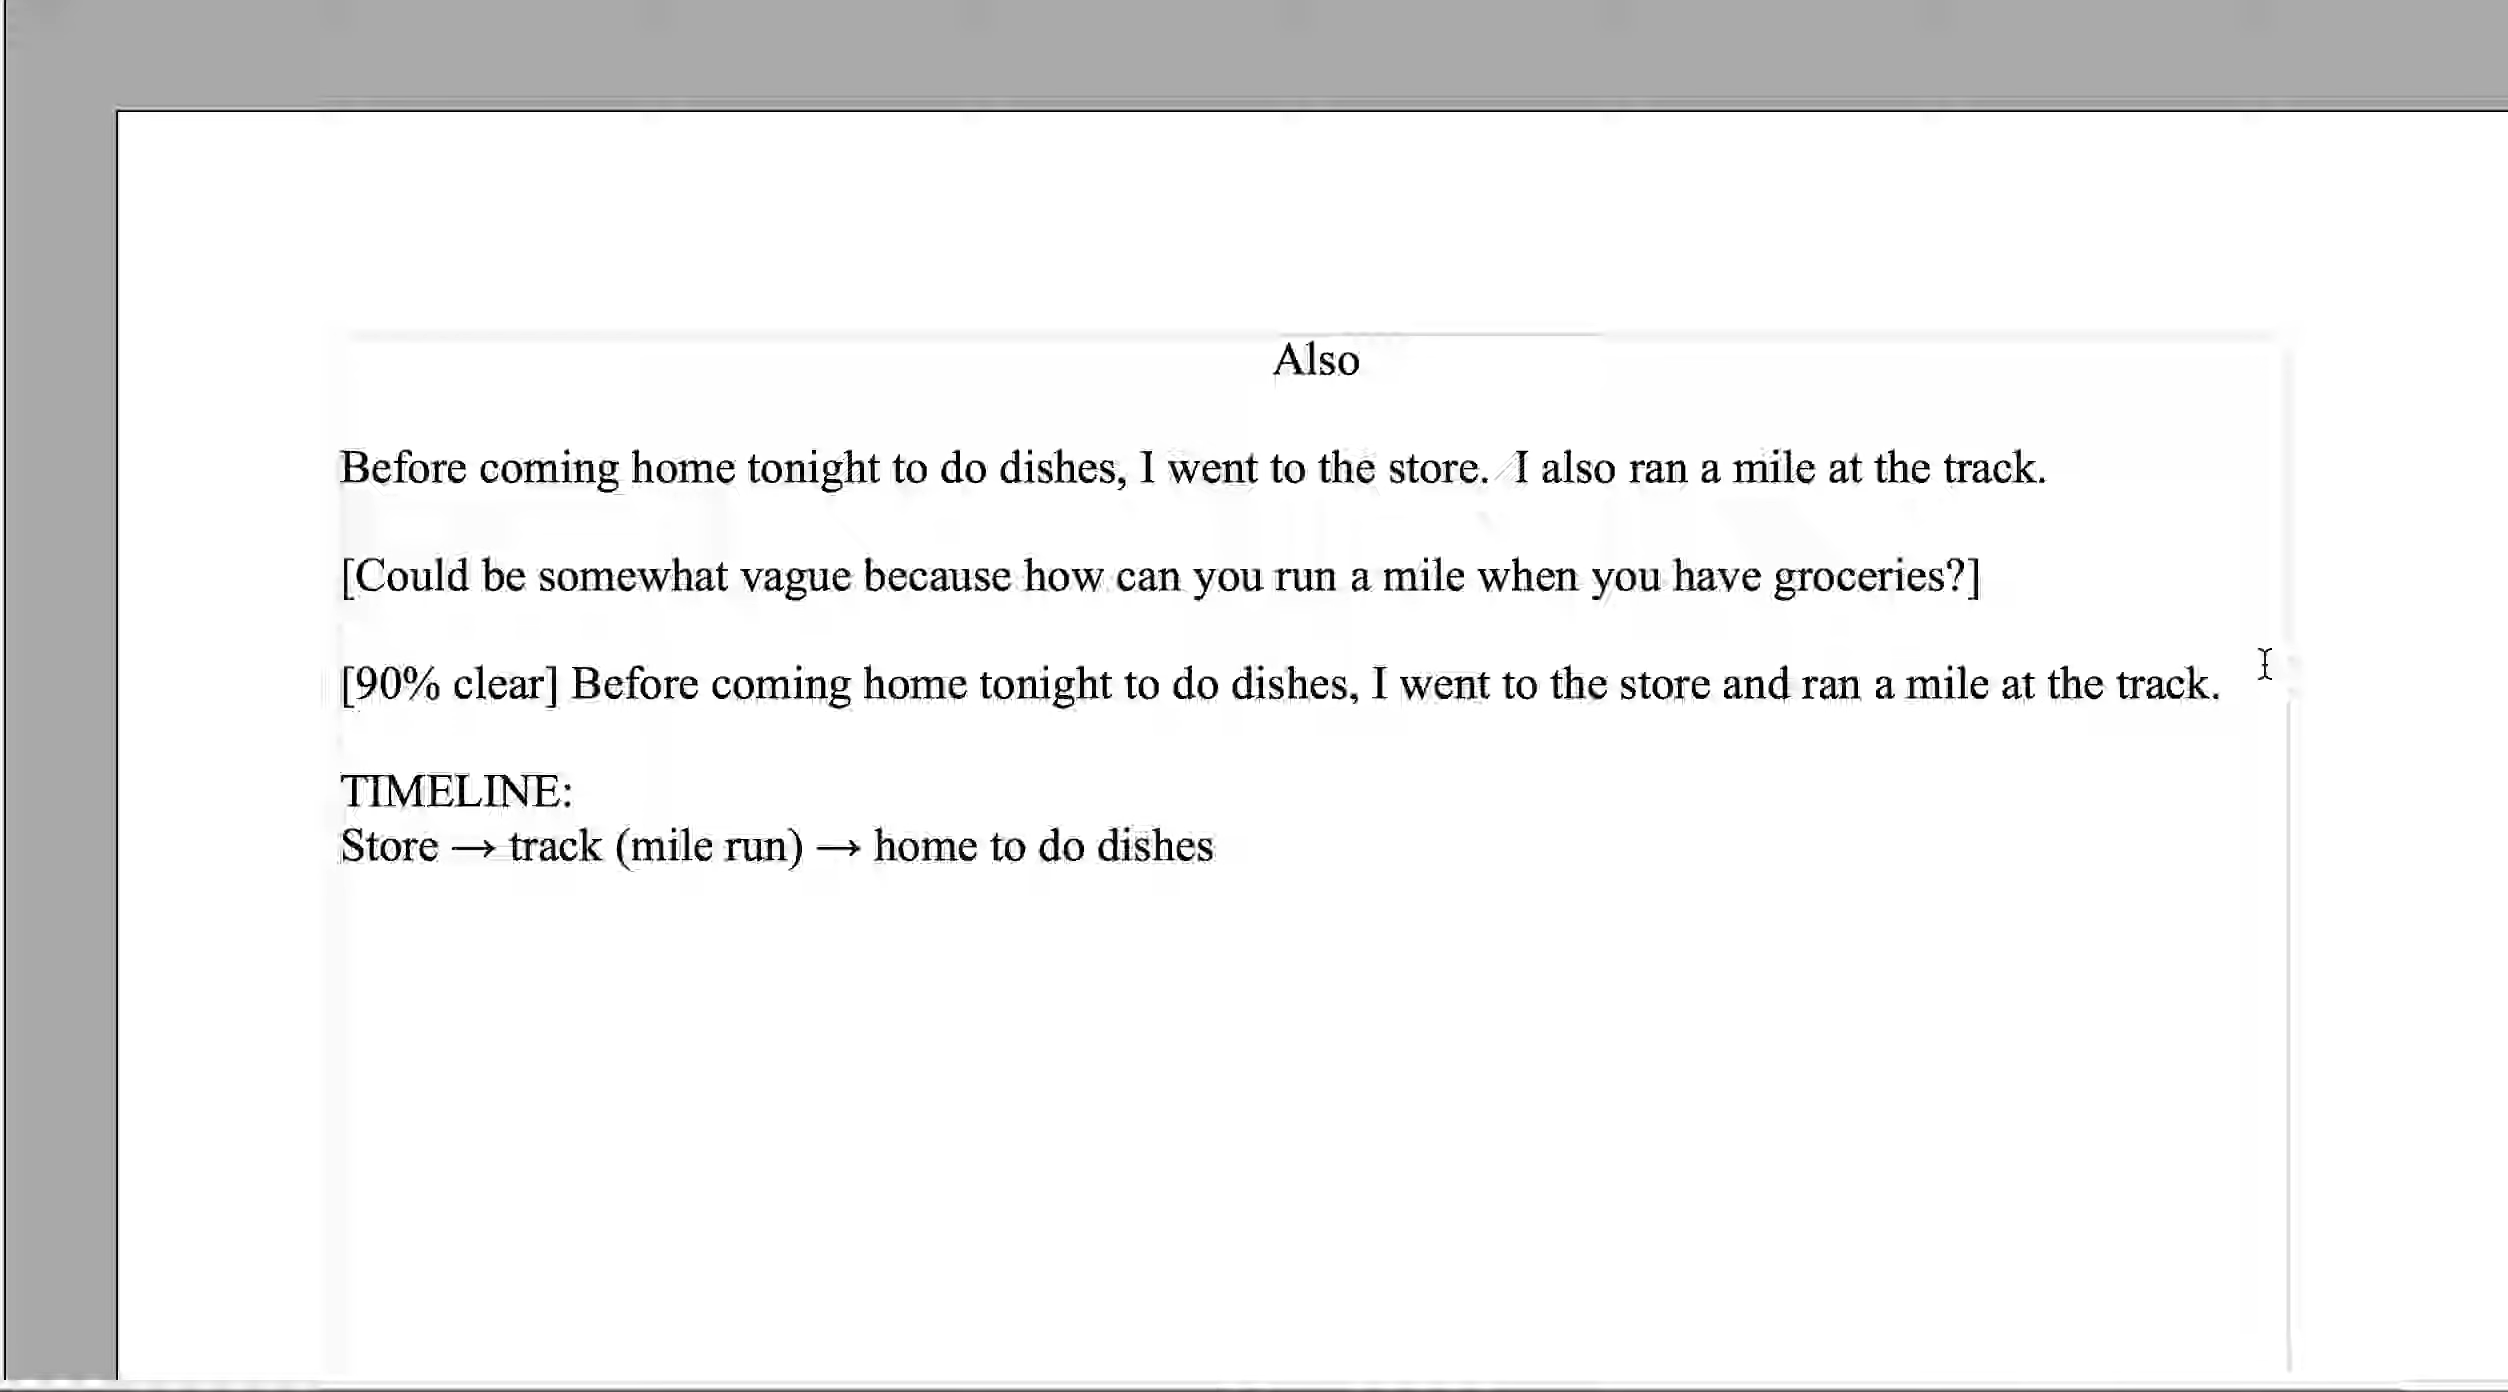 Also
Before coming home tonight to do dishes, I went to the store. I also ran a mile at the track.
[Could be somewhat vague because how can you run a mile when you have groceries?]
[90% clear] Before coming home tonight to do dishes, I went to the store and ran a mile at the track.
TIMELINE:
Store → track (mile run) → home to do dishes